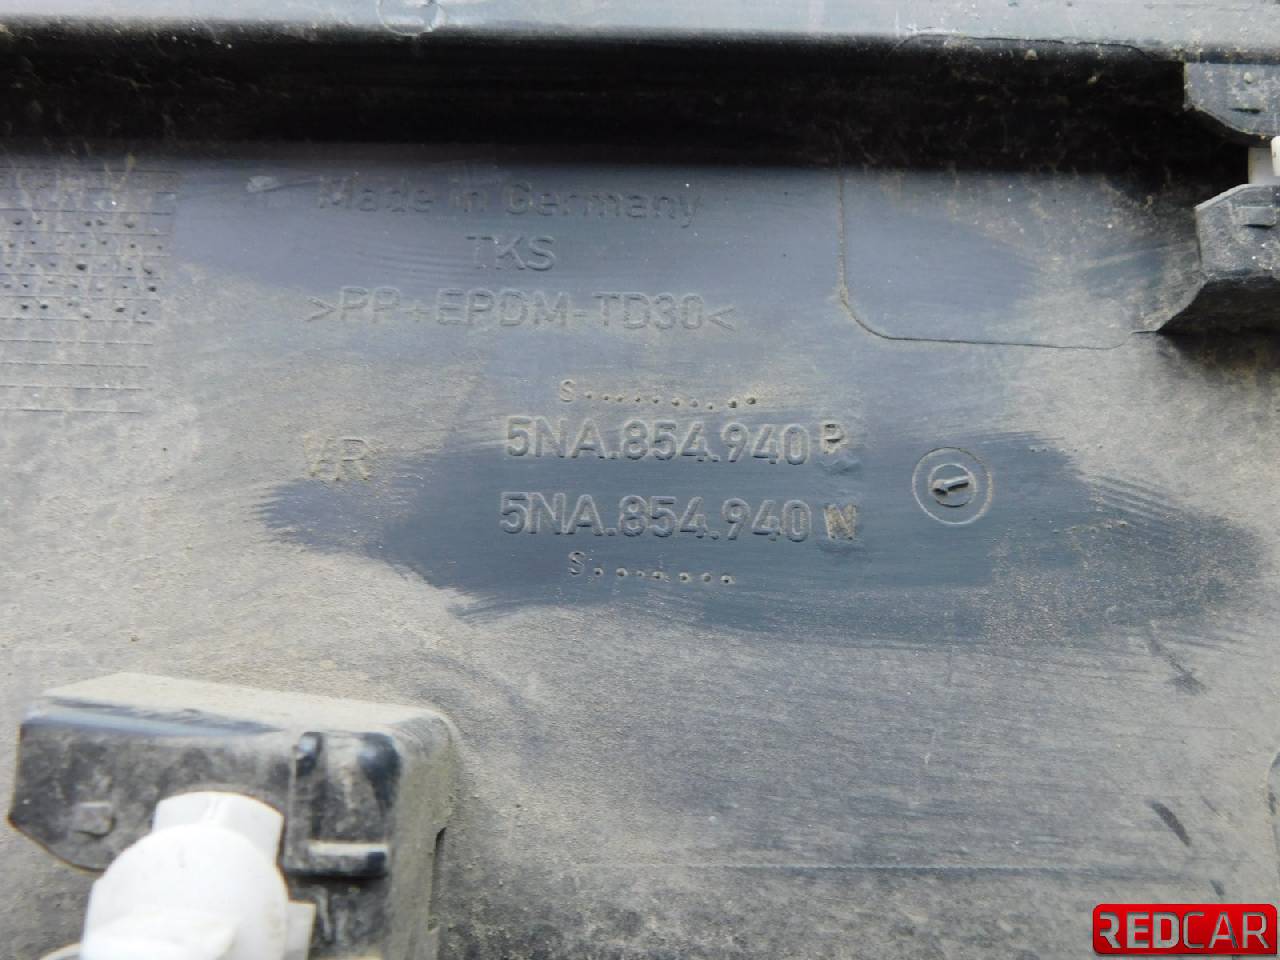 Made in Germany
TKS
>PP+EPDM-TD30<
S..........
5NA.854.940 P
VR
5NA.854.940 N
S.......
REDCAR